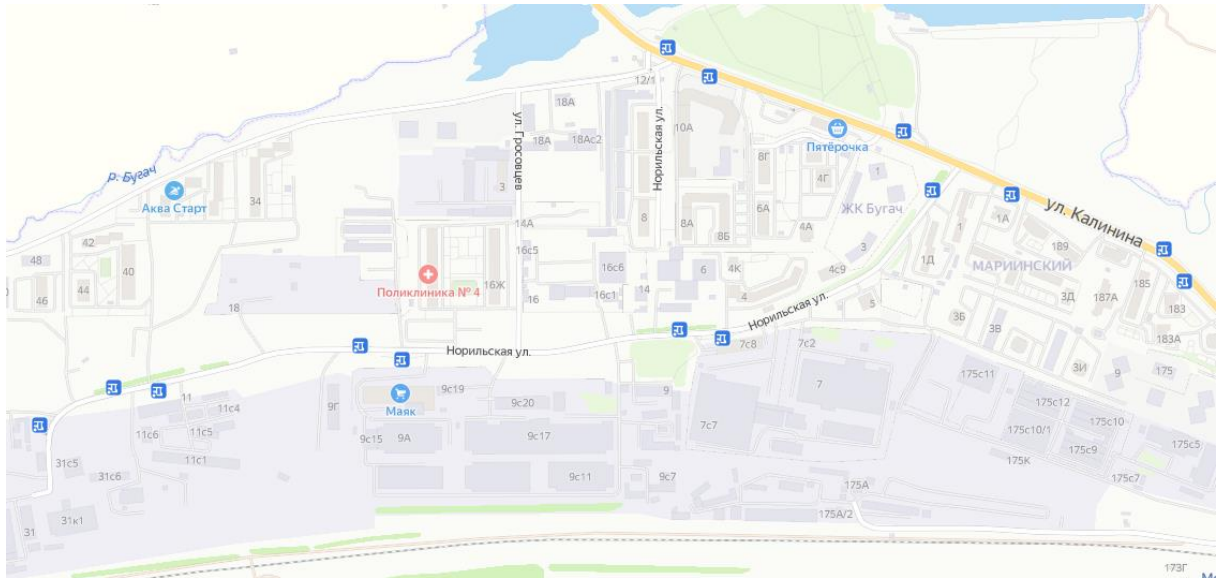 12/1
18А
10А
ул. Гросовцев
18А
18Ас2
Норильская ул.
Пятёрочка
р. Бугач
Аква Старт
34
3
8Г
4Г
1
8
6А
ЖК Бугач
1
1А
ул. Калинина
14А
8А
8Б
4А
42
48
16с5
3
189
1Д
МАРИИНСКИЙ
40
44
46
Поликлиника № 4
16Ж
16с6
6
4К
4с9
185
3Д
187А
16
16с1
14
4
5
18
183
Норильская ул.
3Б
3В
183А
Норильская ул.
7с8
7с2
3И
9
175
175с11
9Г
Маяк
9с19
9с20
9
7
11
11с4
11с6
11с5
9с15
9А
9с17
7с7
175с12
175с10/1
175с10
175с9
175с5
31с5
11с1
31с6
9с11
9с7
175К
175с7
175А
175А/2
31
31к1
173Г